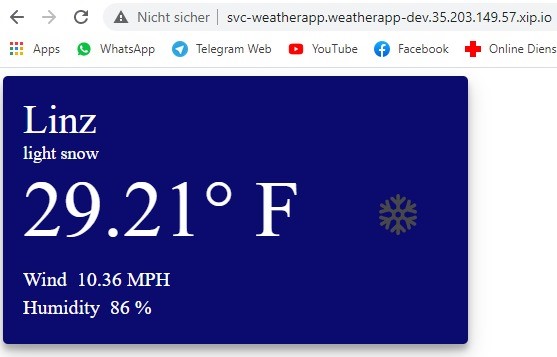 Nicht sicher svc-weatherapp.weatherapp-dev.35.203.149.57.xip.io
Apps WhatsApp Telegram Web YouTube Facebook Online Diens
Linz
light snow
29.21° F
Wind 10.36 MPH
Humidity 86 %